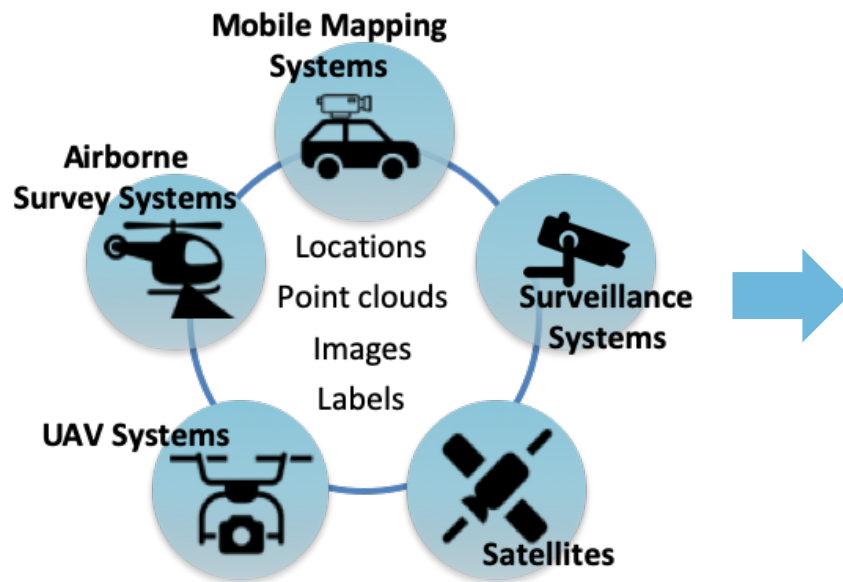 Mobile Mapping
Systems
Airborne
Survey Systems
Locations
Point clouds
Images
Labels
Surveillance
Systems
UAV Systems
Satellites